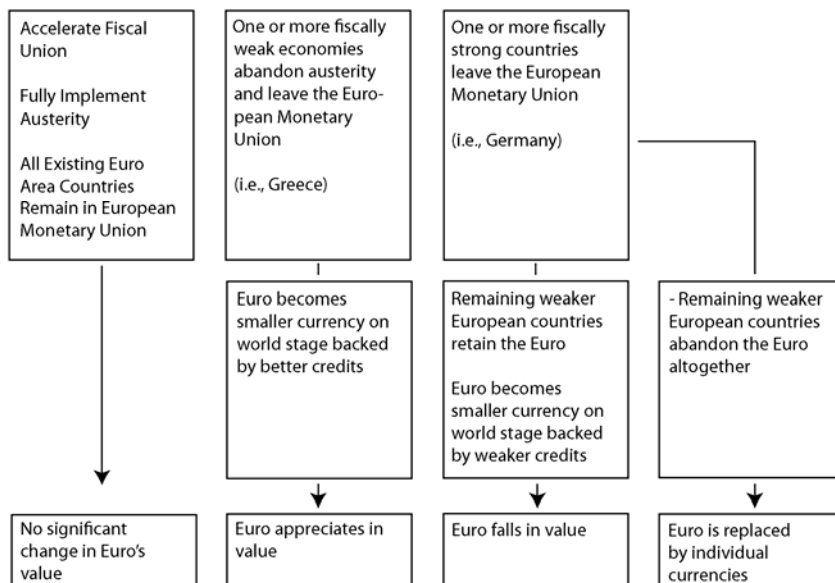 Accelerate Fiscal
Union
Fully Implement
Austerity
All Existing Euro
Area Countries
Remain in European
Monetary Union
One or more fiscally
weak economies
abandon austerity
and leave the Euro-
pean Monetary
Union
(i.e., Greece)
One or more fiscally
strong countries
leave the European
Monetary Union
(i.e., Germany)
Euro becomes
smaller currency on
world stage backed
by better credits
Remaining weaker
European countries
retain the Euro
Euro becomes
smaller currency on
world stage backed
by weaker credits
- Remaining weaker
European countries
abandon the Euro
altogether
No significant
change in Euro's
value
Euro appreciates in
value
Euro falls in value
Euro is replaced
by individual
currencies